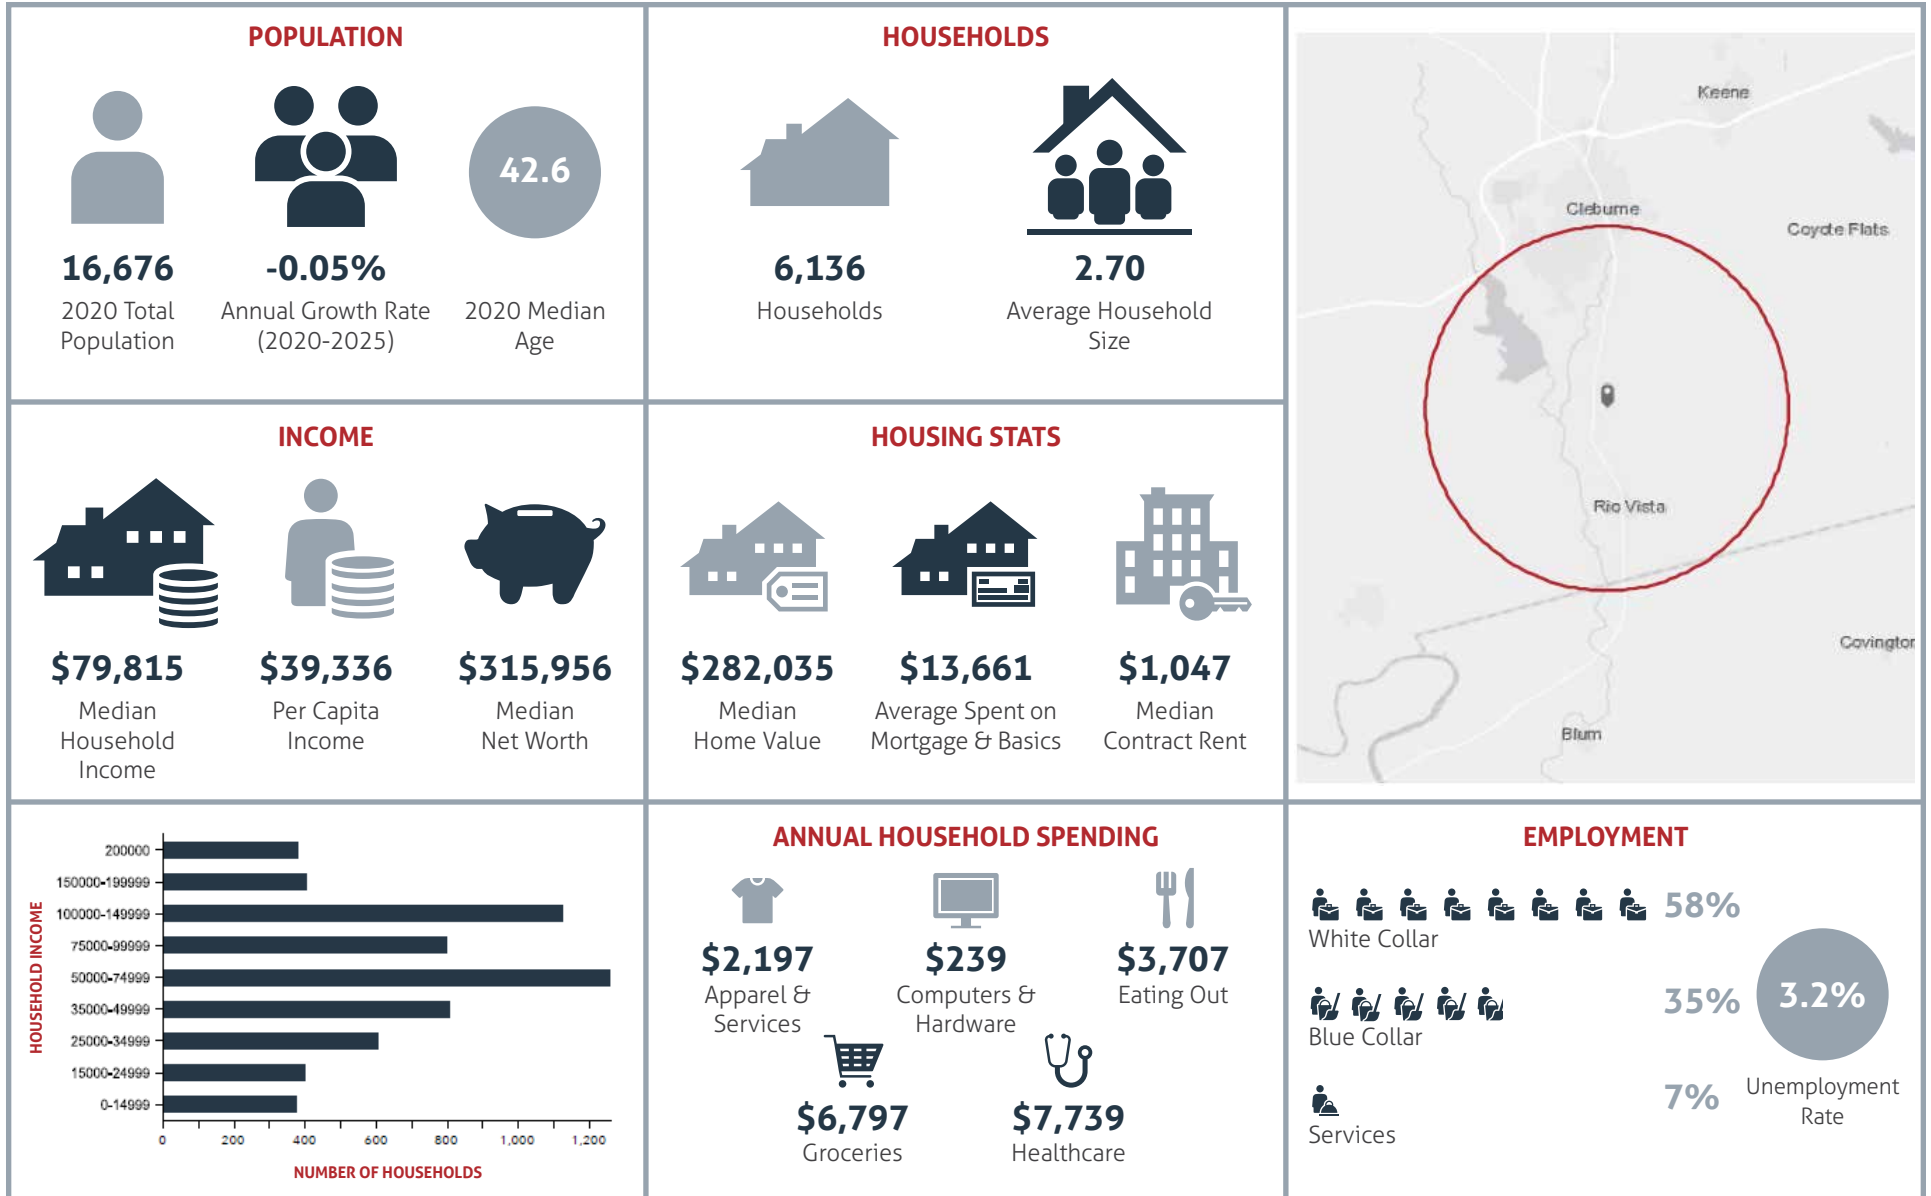 POPULATION
42.6
16,676
-0.05%
2020 Total
Population
Annual Growth Rate
(2020-2025)
2020 Median
Age
HOUSEHOLDS
6,136
2.70
Households
Average Household
Size
Keene
Cleburne
Coyote Flats
Rio Vista
Covington
Blum
INCOME
$79,815
$39,336
$315,956
Median
Household
Income
Per Capita
Income
Median
Net Worth
HOUSING STATS
$282,035
$13,661
$1,047
Median
Home Value
Average Spent on
Mortgage & Basics
Median
Contract Rent
HOUSEHOLD INCOME
200000
150000-199999
100000-149999
75000-99999
50000-74999
35000-49999
25000-34999
15000-24999
0-14999
0 200 400 600 800 1,000 1,200
NUMBER OF HOUSEHOLDS
ANNUAL HOUSEHOLD SPENDING
$2,197
$239
$3,707
Apparel &
Services
Computers &
Hardware
Eating Out
$6,797
$7,739
Groceries
Healthcare
EMPLOYMENT
58%
White Collar
35%
Blue Collar
7%
Services
3.2%
Unemployment
Rate